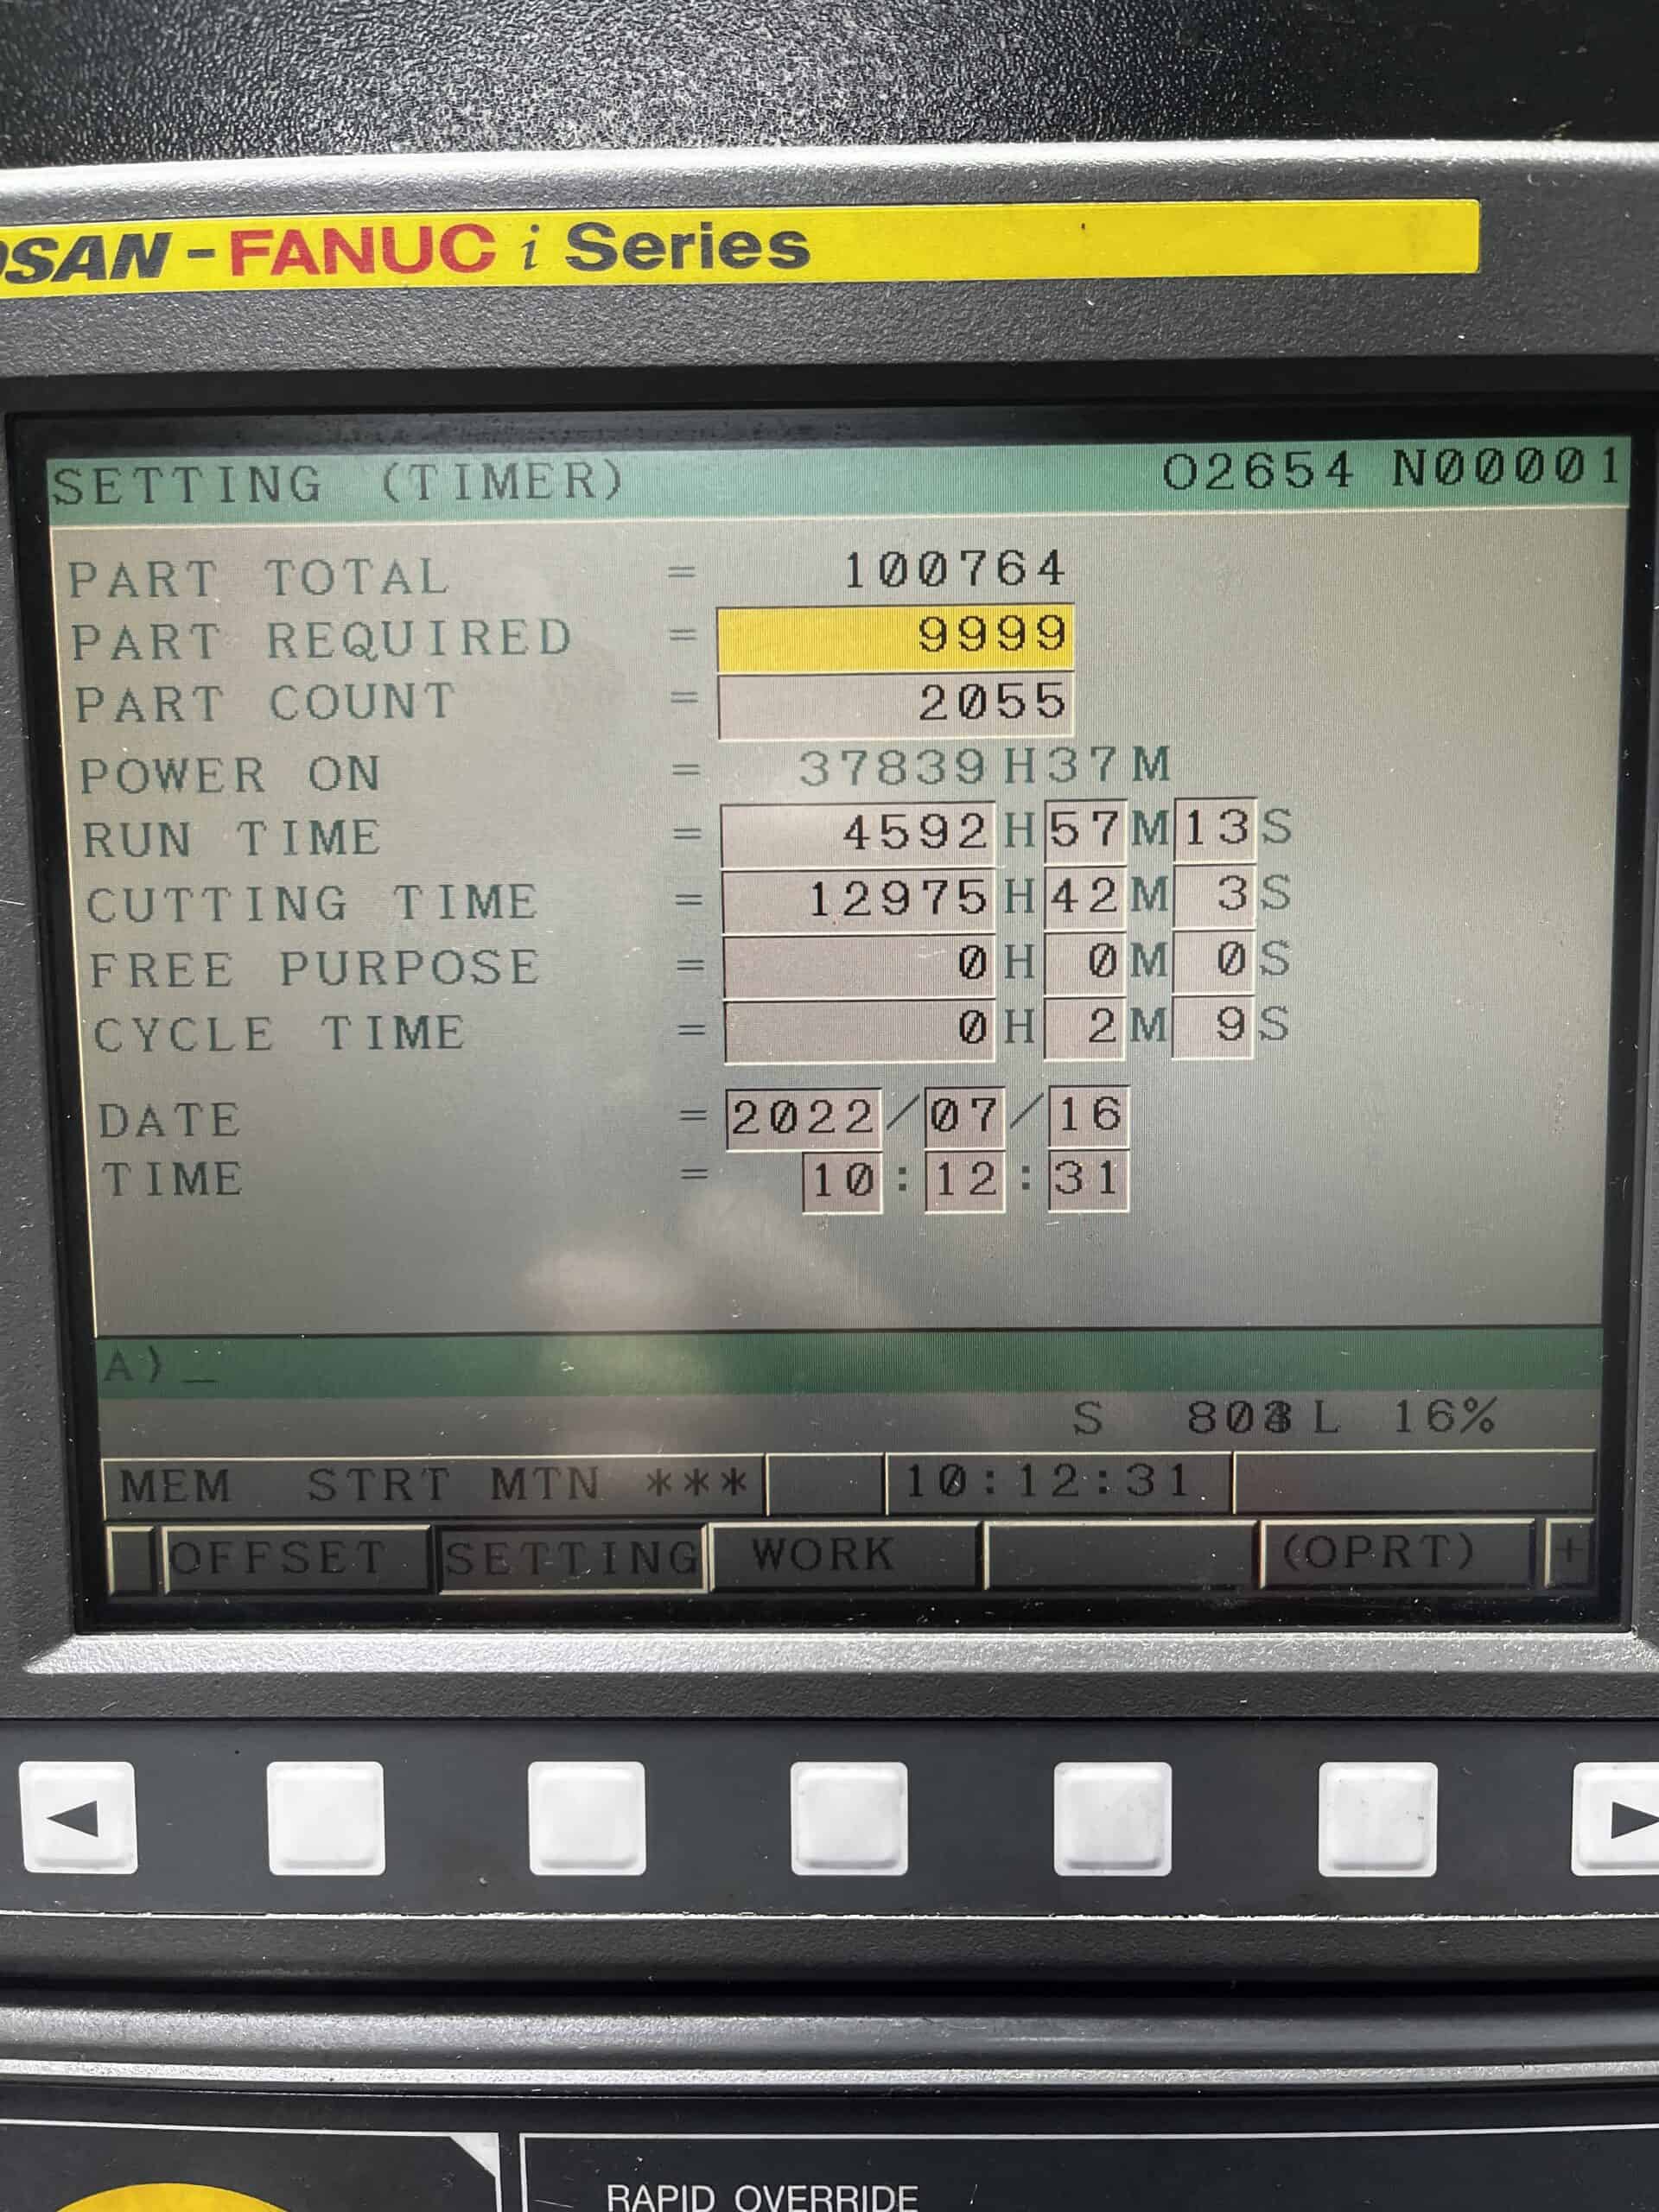 SAN - FANUC i Series
SETTING (TIMER) O2654 N00001
PART TOTAL = 100764
PART REQUIRED = 9999
PART COUNT = 2055
POWER ON = 37839H37M
RUN TIME = 4592H57M13S
CUTTING TIME = 12975H42M 3S
FREE PURPOSE = 0H 0M 0S
CYCLE TIME = 0H 2M 9S
DATE = 2022/07/16
TIME = 10:12:31
A)_
S L 16%
MEM STRT MTN *** 10:12:31
OFFSET SETTING WORK (OPRT) +
RAPID OVERRIDE